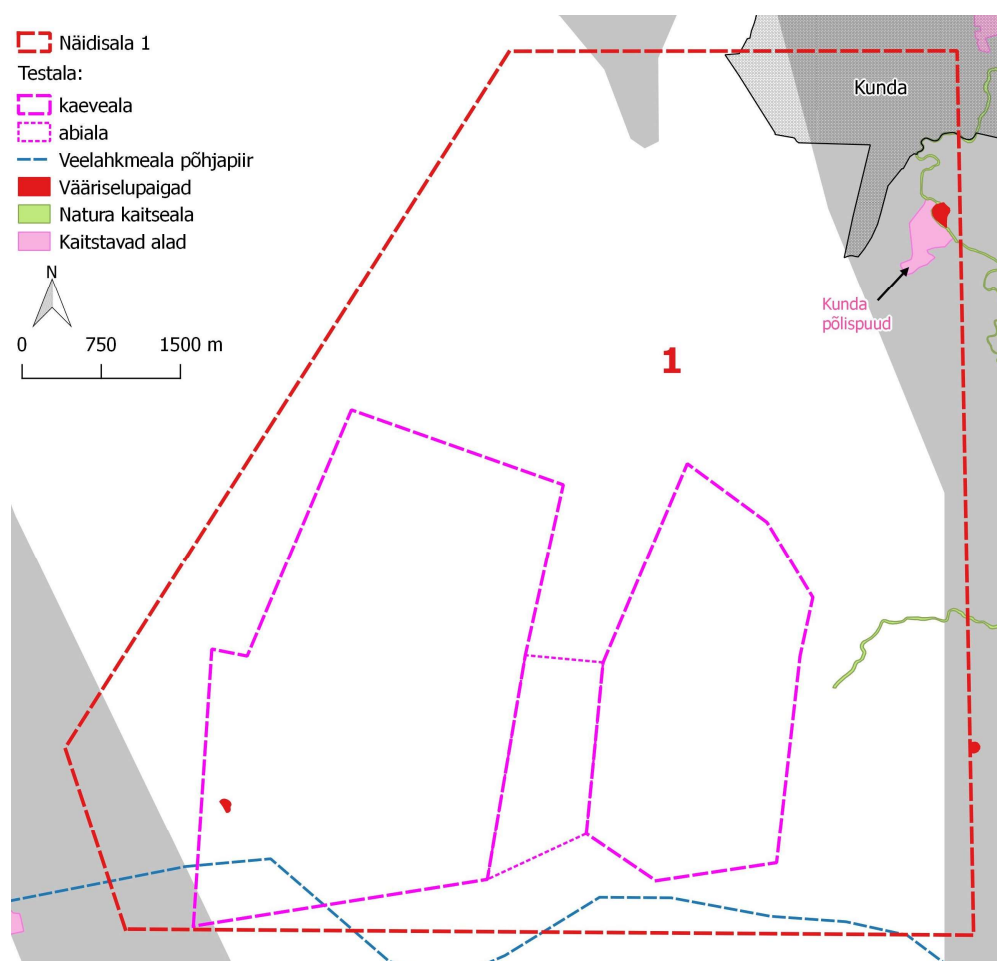 Näidisala 1
Testala:
kaeveala
abiala
Veelahkmeala põhjapiir
Vääriselupaigad
Natura kaitseala
Kaitstavad alad
N
0 750 1500 m
Kunda
Kunda
põlispuud
1